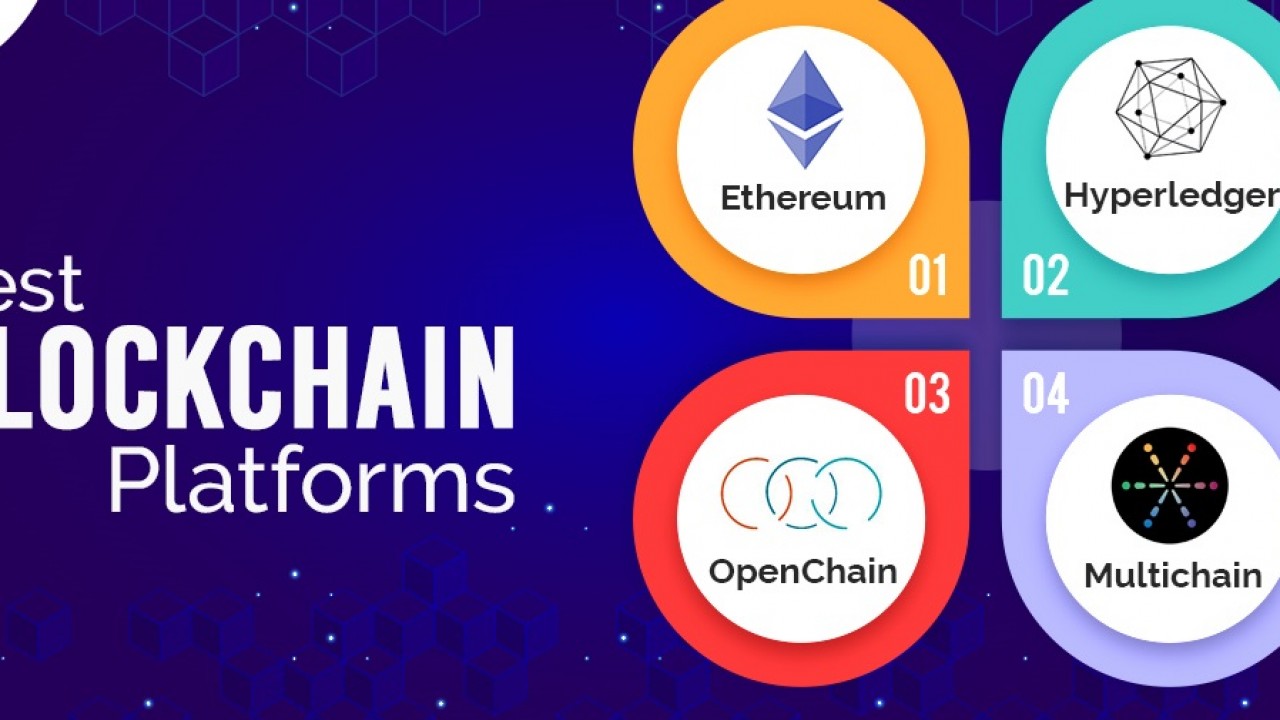 est
LOCKCHAIN
Platforms
Ethereum
01
Hyperledger
02
03
OpenChain
04
Multichain